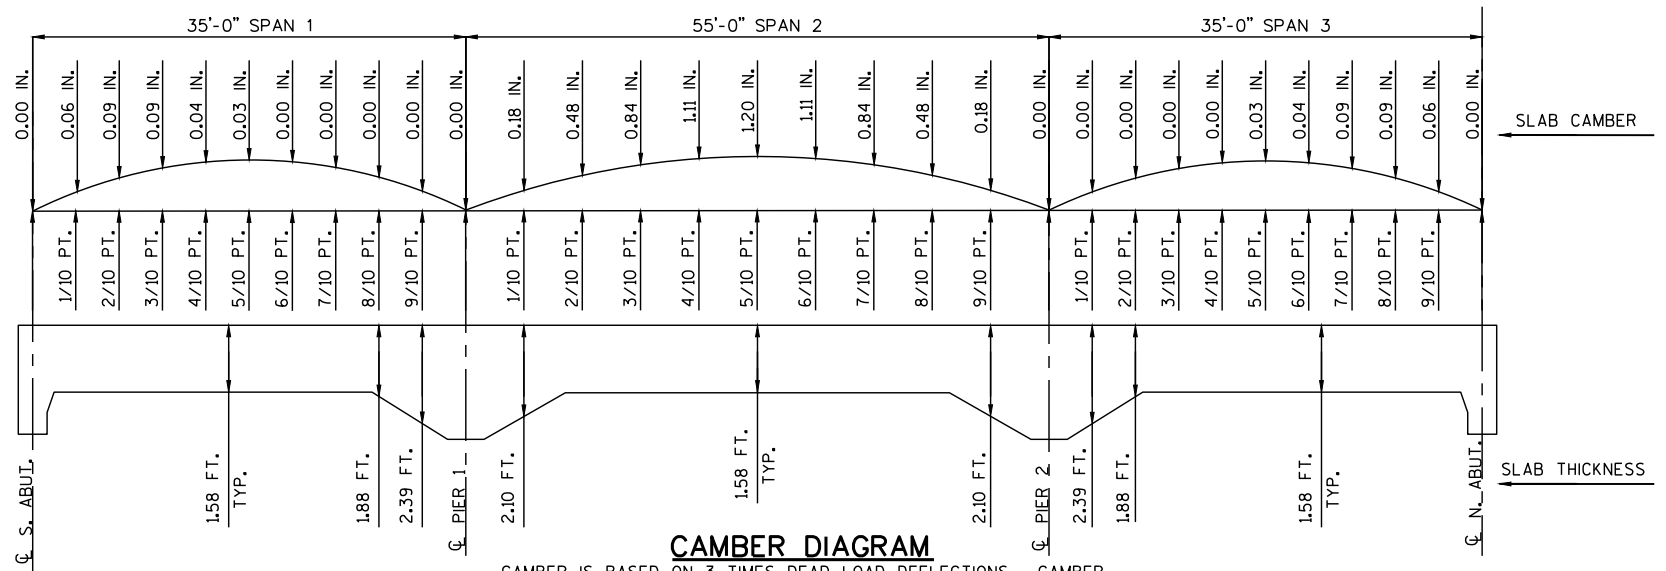 35'-0" SPAN 1
55'-0" SPAN 2
35'-0" SPAN 3
0.00 IN.
0.06 IN.
0.09 IN.
0.09 IN.
0.04 IN.
0.03 IN.
0.00 IN.
0.00 IN.
0.00 IN.
0.00 IN.
0.00 IN.
0.18 IN.
0.48 IN.
0.84 IN.
1.11 IN.
1.20 IN.
1.11 IN.
0.84 IN.
0.48 IN.
0.18 IN.
0.00 IN.
0.00 IN.
0.00 IN.
0.00 IN.
0.00 IN.
0.03 IN.
0.04 IN.
0.09 IN.
0.09 IN.
0.06 IN.
0.00 IN.
SLAB CAMBER
1/10 PT.
2/10 PT.
3/10 PT.
4/10 PT.
5/10 PT.
6/10 PT.
7/10 PT.
8/10 PT.
9/10 PT.
1/10 PT.
2/10 PT.
3/10 PT.
4/10 PT.
5/10 PT.
6/10 PT.
7/10 PT.
8/10 PT.
9/10 PT.
1/10 PT.
2/10 PT.
3/10 PT.
4/10 PT.
5/10 PT.
6/10 PT.
7/10 PT.
8/10 PT.
9/10 PT.
℄ S. ABUT.
1.58 FT.
TYP.
1.88 FT.
2.39 FT.
℄ PIER 1
2.10 FT.
1.58 FT.
TYP.
2.10 FT.
℄ PIER 2
2.39 FT.
1.88 FT.
1.58 FT.
TYP.
℄ N. ABUT.
SLAB THICKNESS
CAMBER DIAGRAM
CAMBER IS BASED ON 3 TIMES DEAD LOAD DEFLECTIONS. CAMBER